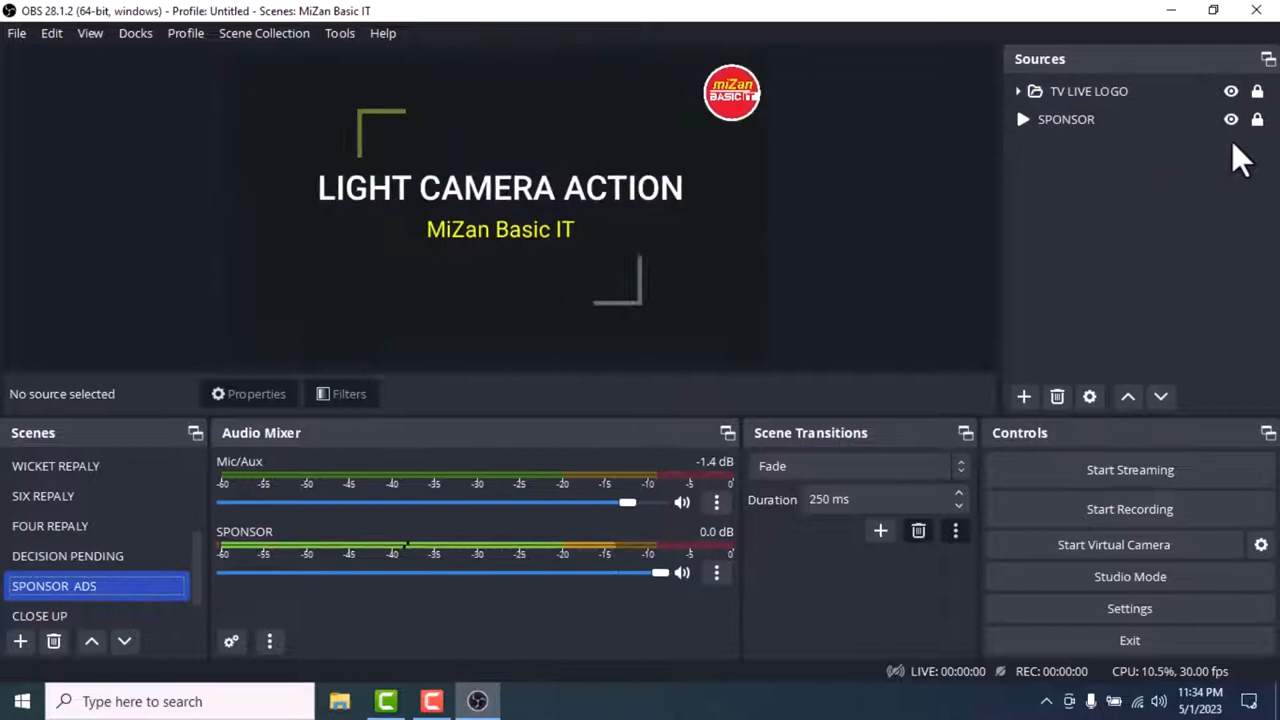 OBS 28.1.2 (64-bit, windows) - Profile: Untitled - Scenes: MiZan Basic IT
File Edit View Docks Profile Scene Collection Tools Help
miZan
BASIC IT
LIGHT CAMERA ACTION
MiZan Basic IT
Sources
TV LIVE LOGO
SPONSOR
No source selected Properties Filters
Scenes
WICKET REPALY
SIX REPALY
FOUR REPALY
DECISION PENDING
SPONSOR ADS
CLOSE UP
Audio Mixer
Mic/Aux -1.4 dB
-60 -55 -50 -45 -40 -35 -30 -25 -20 -15 -10 -5 0
SPONSOR 0.0 dB
-60 -55 -50 -45 -40 -35 -30 -25 -20 -15 -10 -5 0
Scene Transitions
Fade
Duration 250 ms
Controls
Start Streaming
Start Recording
Start Virtual Camera
Studio Mode
Settings
Exit
LIVE: 00:00:00 REC: 00:00:00 CPU: 10.5%, 30.00 fps
Type here to search
11:34 PM
5/1/2023